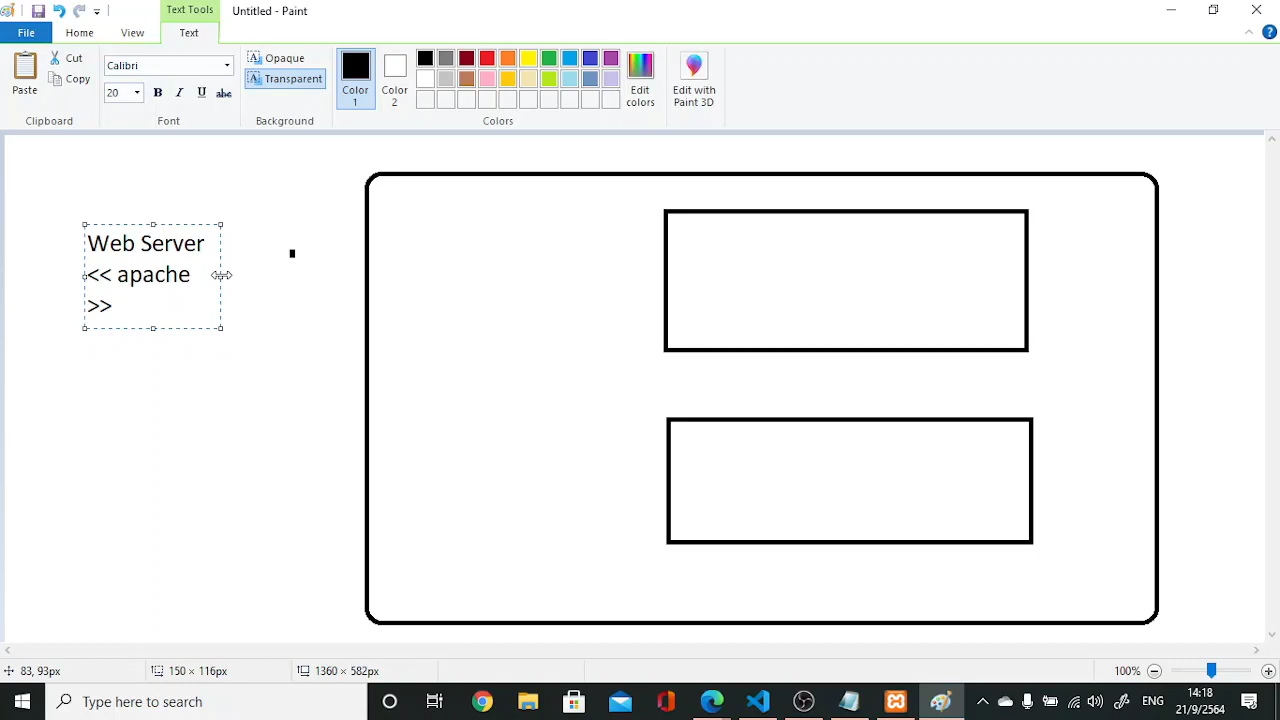 Text Tools
Untitled - Paint
File
Home
View
Text
Paste
Cut
Copy
Clipboard
Calibri
20
B I U abc
Font
Opaque
Transparent
Background
Color 1
Color 2
Edit colors
Colors
Edit with Paint 3D
Web Server
<< apache
>>
83, 93px
150 × 116px
1360 × 582px
100%
Type here to search
ENG
14:18
21/9/2564